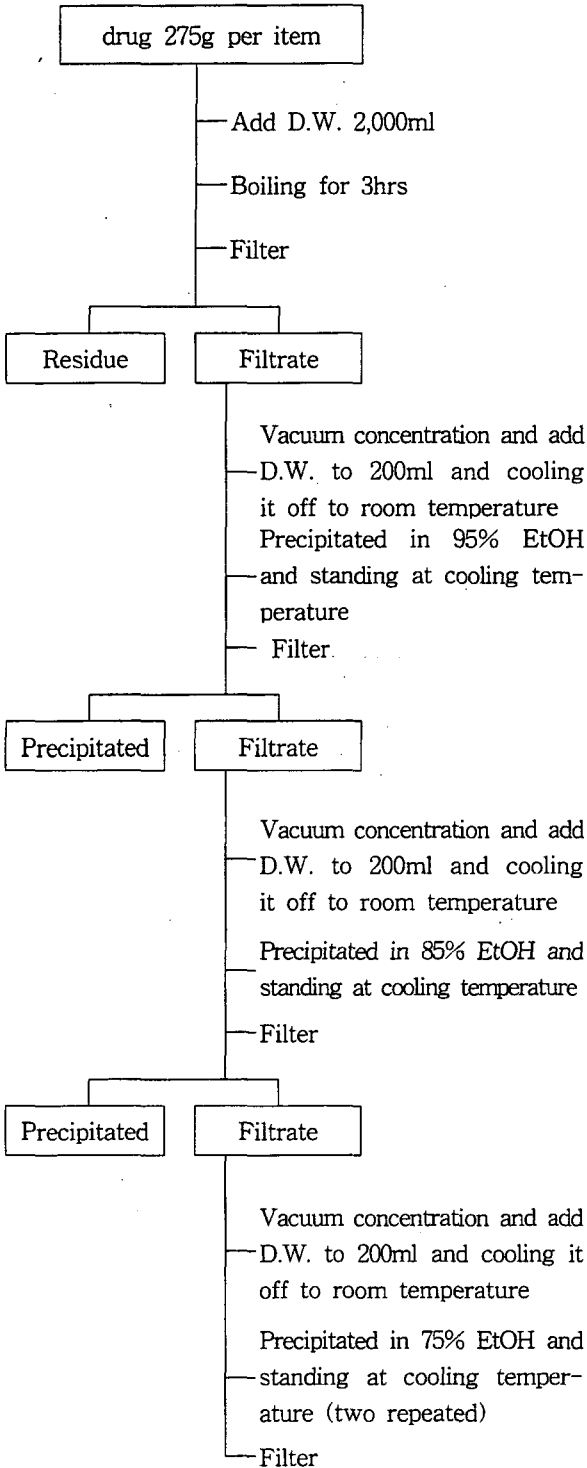 drug 275g per item
Add D.W. 2,000ml
Boiling for 3hrs
Filter
Residue
Filtrate
Vacuum concentration and add
D.W. to 200ml and cooling
it off to room temperature
Precipitated in 95% EtOH
and standing at cooling tem-
perature
Filter
Precipitated
Filtrate
Vacuum concentration and add
D.W. to 200ml and cooling
it off to room temperature
Precipitated in 85% EtOH and
standing at cooling temperature
Filter
Precipitated
Filtrate
Vacuum concentration and add
D.W. to 200ml and cooling it
off to room temperature
Precipitated in 75% EtOH and
standing at cooling temper-
ature (two repeated)
Filter